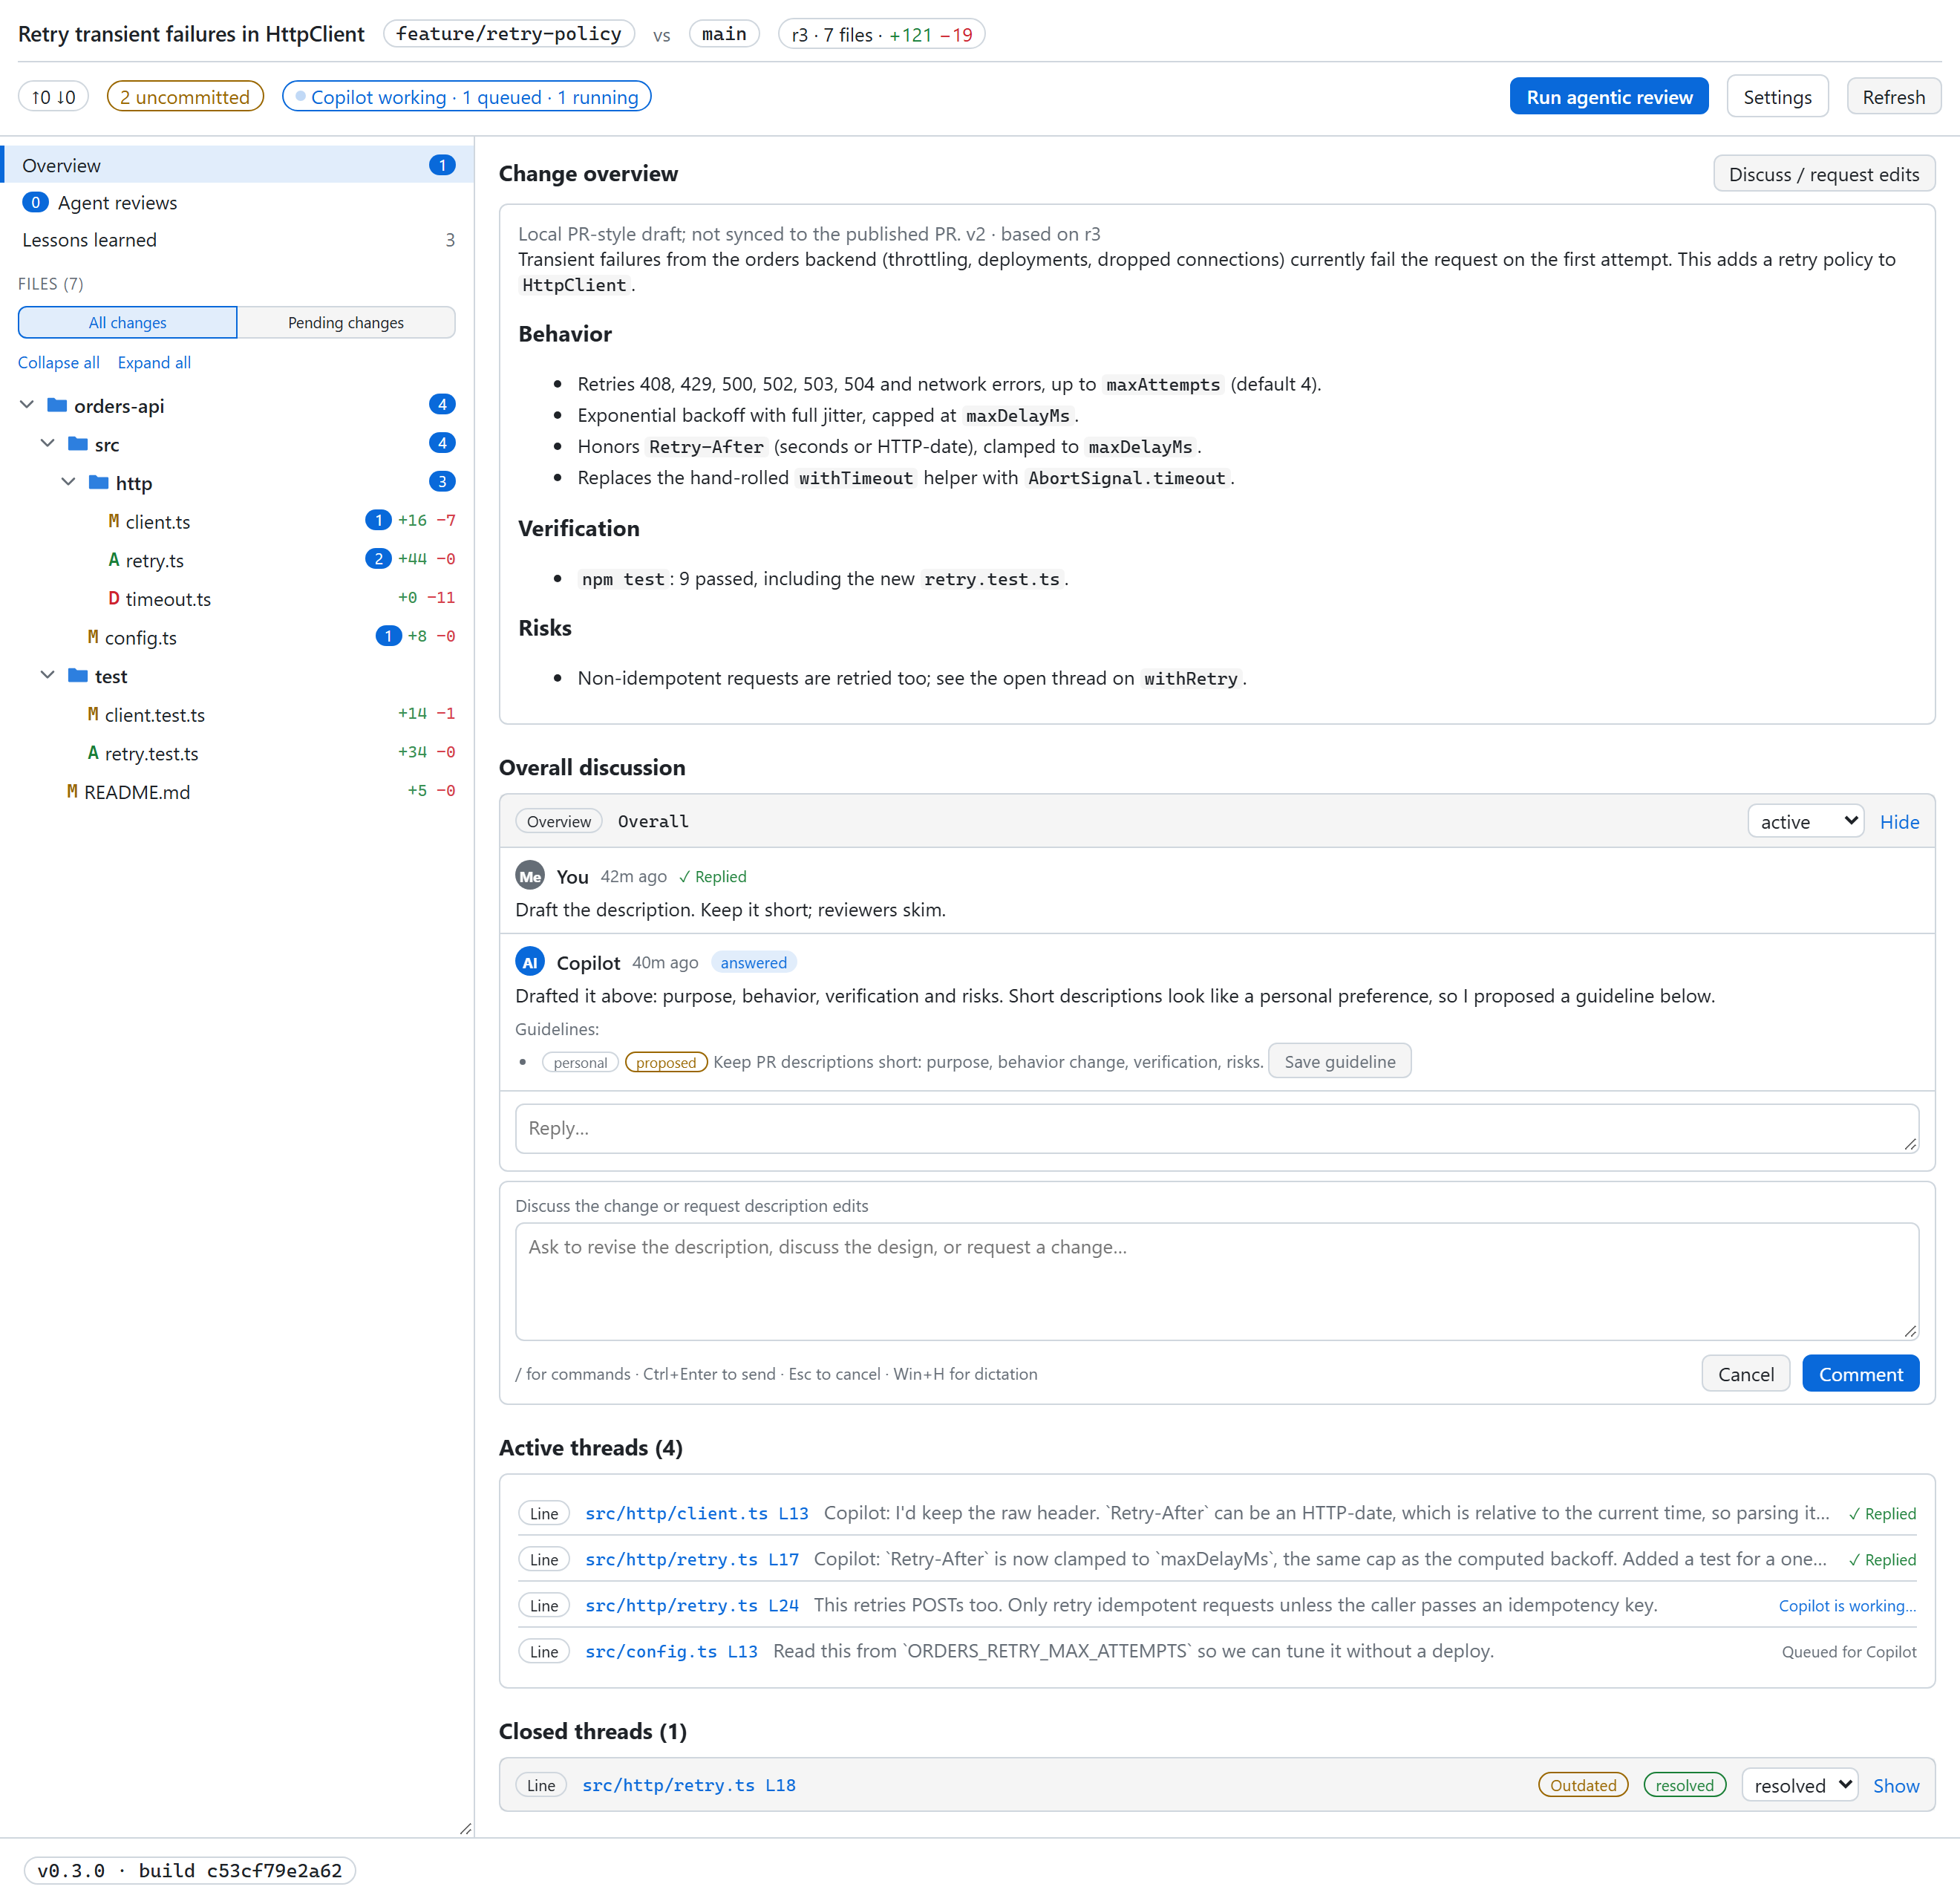 Retry transient failures in HttpClient feature/retry-policy vs main r3 · 7 files · +121 −19
↑0 ↓0 2 uncommitted Copilot working · 1 queued · 1 running Run agentic review Settings Refresh
Overview 1
0 Agent reviews
Lessons learned 3
FILES (7)
All changes Pending changes
Collapse all Expand all
orders-api 4
src 4
http 3
M client.ts 1 +16 −7
A retry.ts 2 +44 −0
D timeout.ts +0 −11
M config.ts 1 +8 −0
test
M client.test.ts +14 −1
A retry.test.ts +34 −0
M README.md +5 −0
Change overview Discuss / request edits
Local PR-style draft; not synced to the published PR. v2 · based on r3
Transient failures from the orders backend (throttling, deployments, dropped connections) currently fail the request on the first attempt. This adds a retry policy to
HttpClient.
Behavior
Retries 408, 429, 500, 502, 503, 504 and network errors, up to maxAttempts (default 4).
Exponential backoff with full jitter, capped at maxDelayMs.
Honors Retry-After (seconds or HTTP-date), clamped to maxDelayMs.
Replaces the hand-rolled withTimeout helper with AbortSignal.timeout.
Verification
npm test: 9 passed, including the new retry.test.ts.
Risks
Non-idempotent requests are retried too; see the open thread on withRetry.
Overall discussion
Overview Overall active Hide
Me You 42m ago ✓ Replied
Draft the description. Keep it short; reviewers skim.
AI Copilot 40m ago answered
Drafted it above: purpose, behavior, verification and risks. Short descriptions look like a personal preference, so I proposed a guideline below.
Guidelines:
personal proposed Keep PR descriptions short: purpose, behavior change, verification, risks. Save guideline
Reply...
Discuss the change or request description edits
Ask to revise the description, discuss the design, or request a change...
/ for commands · Ctrl+Enter to send · Esc to cancel · Win+H for dictation Cancel Comment
Active threads (4)
Line src/http/client.ts L13 Copilot: I'd keep the raw header. `Retry-After` can be an HTTP-date, which is relative to the current time, so parsing it... ✓ Replied
Line src/http/retry.ts L17 Copilot: `Retry-After` is now clamped to `maxDelayMs`, the same cap as the computed backoff. Added a test for a one... ✓ Replied
Line src/http/retry.ts L24 This retries POSTs too. Only retry idempotent requests unless the caller passes an idempotency key. Copilot is working...
Line src/config.ts L13 Read this from `ORDERS_RETRY_MAX_ATTEMPTS` so we can tune it without a deploy. Queued for Copilot
Closed threads (1)
Line src/http/retry.ts L18 Outdated resolved resolved Show
v0.3.0 · build c53cf79e2a62